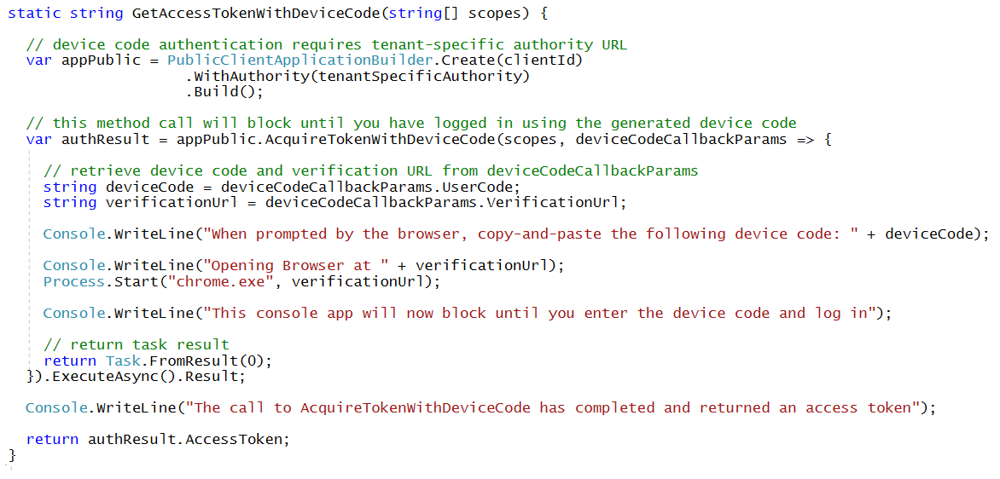 static string GetAccessTokenWithDeviceCode(string[] scopes) {
// device code authentication requires tenant-specific authority URL
var appPublic = PublicClientApplicationBuilder.Create(clientId)
.WithAuthority(tenantSpecificAuthority)
.Build();
// this method call will block until you have logged in using the generated device code
var authResult = appPublic.AcquireTokenWithDeviceCode(scopes, deviceCodeCallbackParams => {
// retrieve device code and verification URL from deviceCodeCallbackParams
string deviceCode = deviceCodeCallbackParams.UserCode;
string verificationUrl = deviceCodeCallbackParams.VerificationUrl;
Console.WriteLine("When prompted by the browser, copy-and-paste the following device code: " + deviceCode);
Console.WriteLine("Opening Browser at " + verificationUrl);
Process.Start("chrome.exe", verificationUrl);
Console.WriteLine("This console app will now block until you enter the device code and log in");
// return task result
return Task.FromResult(0);
}).ExecuteAsync().Result;
Console.WriteLine("The call to AcquireTokenWithDeviceCode has completed and returned an access token");
return authResult.AccessToken;
}